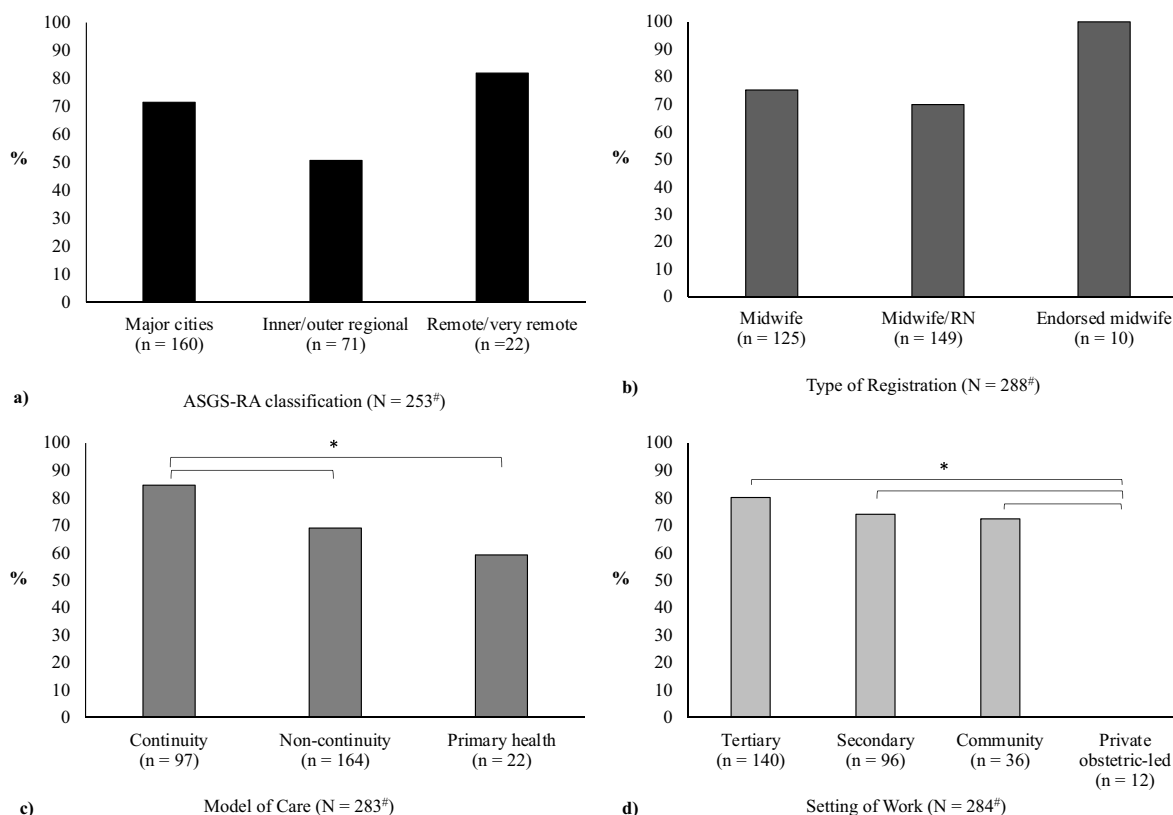 100
90
80
70
60
50
40
30
20
10
0
%
Major cities
(n = 160)
Inner/outer regional
(n = 71)
Remote/very remote
(n =22)
a)
ASGS-RA classification (N = 253#)
100
90
80
70
60
50
40
30
20
10
0
%
Midwife
(n = 125)
Midwife/RN
(n = 149)
Endorsed midwife
(n = 10)
b)
Type of Registration (N = 288#)
100
90
80
70
60
50
40
30
20
10
0
%
*
Continuity
(n = 97)
Non-continuity
(n = 164)
Primary health
(n = 22)
c)
Model of Care (N = 283#)
100
90
80
70
60
50
40
30
20
10
0
%
*
Tertiary
(n = 140)
Secondary
(n = 96)
Community
(n = 36)
Private
obstetric-led
(n = 12)
d)
Setting of Work (N = 284#)